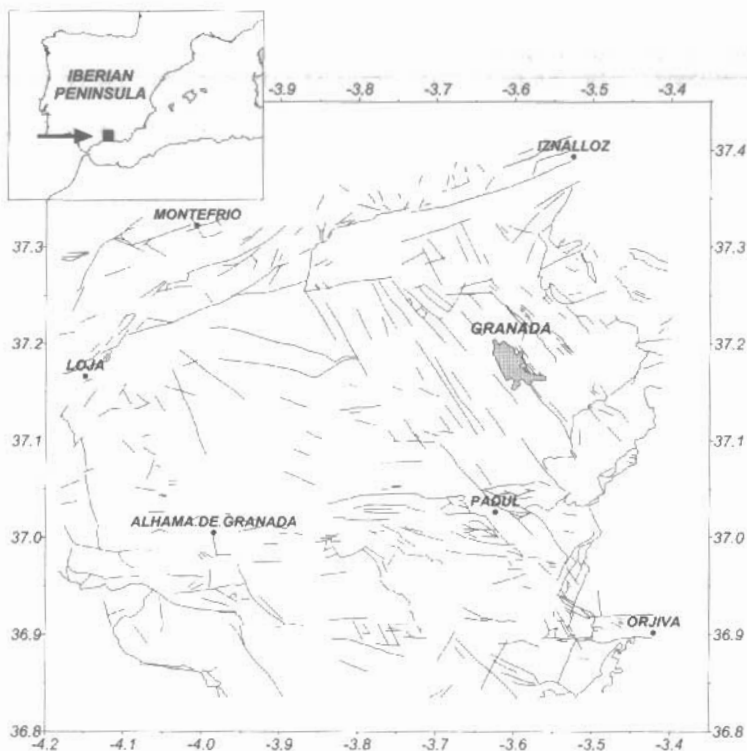 IBERIAN
PENINSULA
-3.9 -3.8 -3.7 -3.6 -3.5 -3.4
IZNALLOZ
37.4
MONTEFRIO
37.3 37.3
GRANADA
37.2 37.2
LOJA
37.1 37.1
PADUL
ALHAMA DE GRANADA
37.0 37.0
ORJIVA
36.9 36.9
36.8 36.8
-4.2 -4.1 -4.0 -3.9 -3.8 -3.7 -3.6 -3.5 -3.4